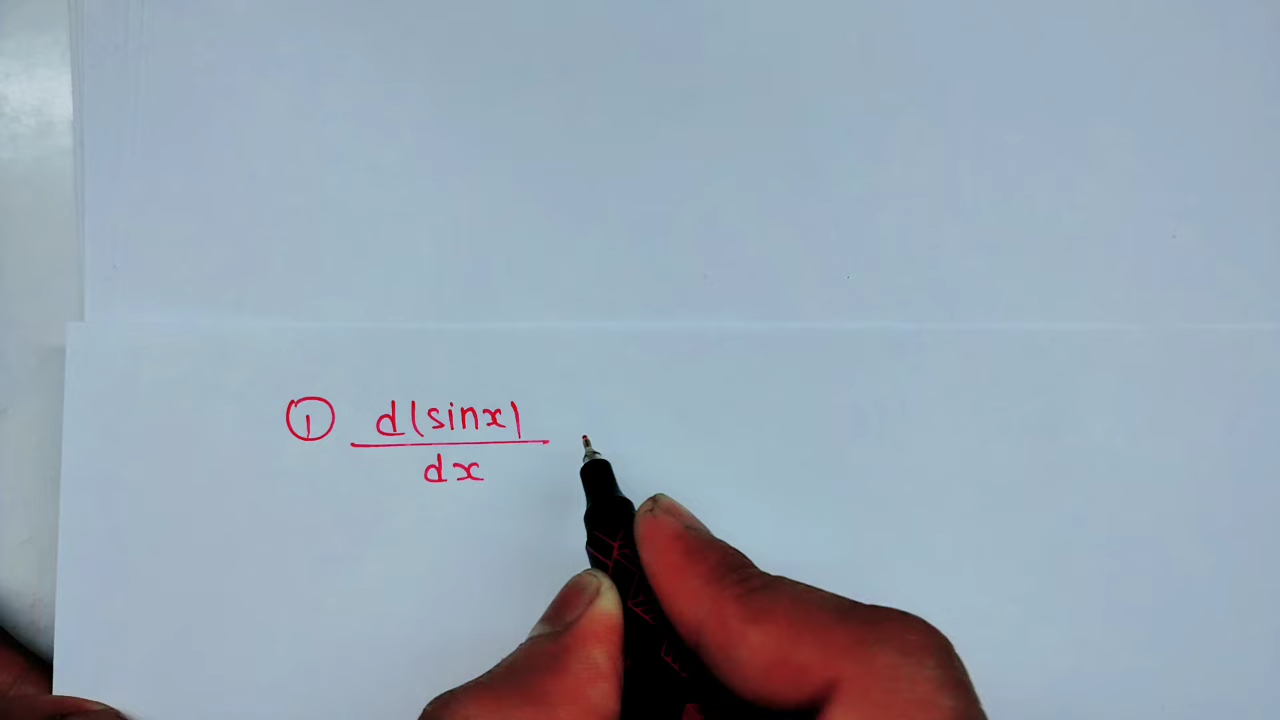 ① d(sinx)
dx